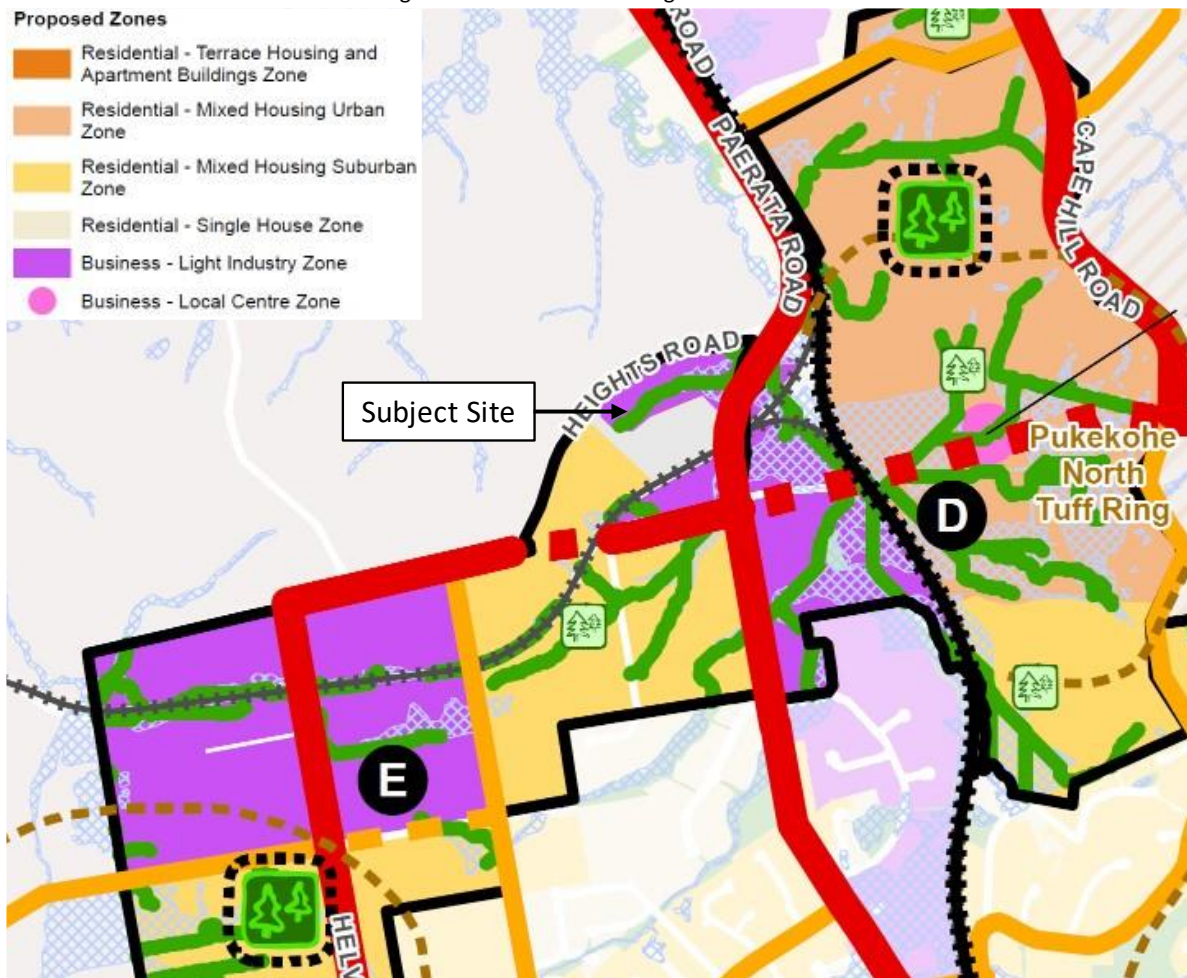 Proposed Zones
Residential - Terrace Housing and
Apartment Buildings Zone
Residential - Mixed Housing Urban
Zone
Residential - Mixed Housing Suburban
Zone
Residential - Single House Zone
Business - Light Industry Zone
Business - Local Centre Zone
ROAD
PAERATA ROAD
CAPE HILL ROAD
HEIGHTS ROAD
Subject Site
Pukekohe
North
Tuff Ring
D
E
HELV